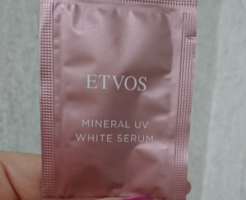 ETVOS
MINERAL UV
WHITE SERUM